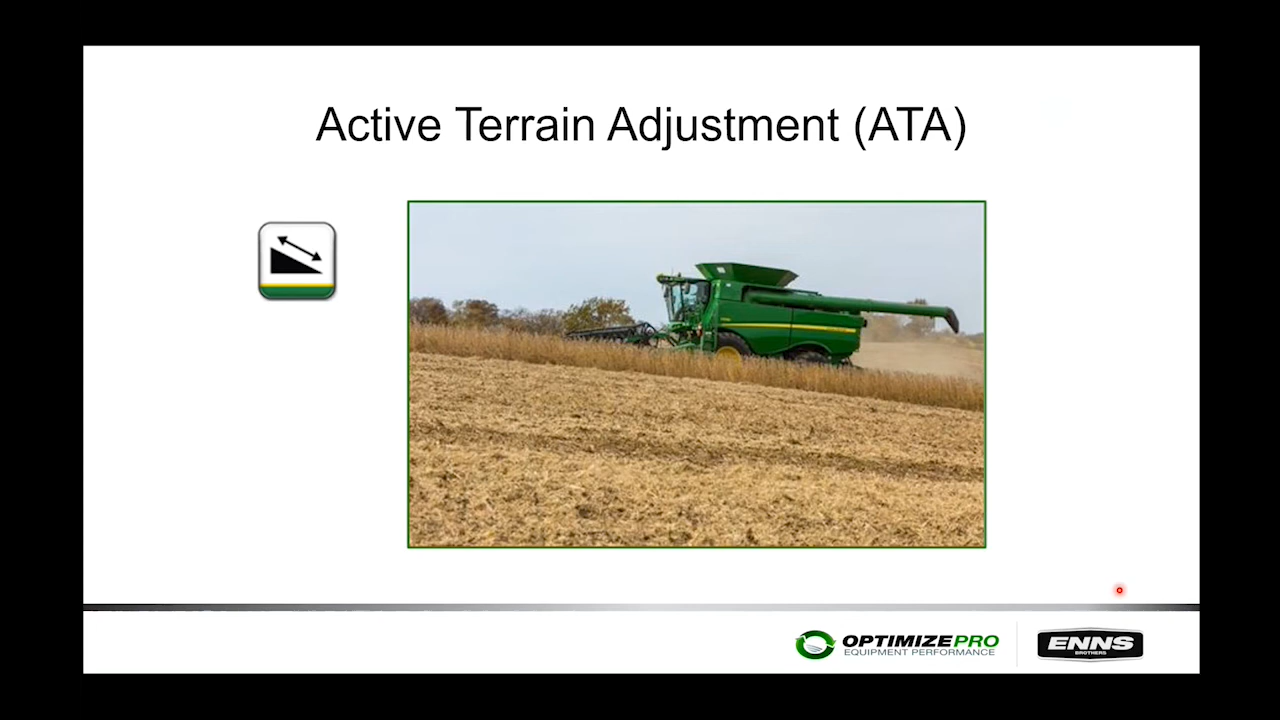 Active Terrain Adjustment (ATA)
OPTIMIZEPRO
EQUIPMENT PERFORMANCE
ENNS
BROTHERS